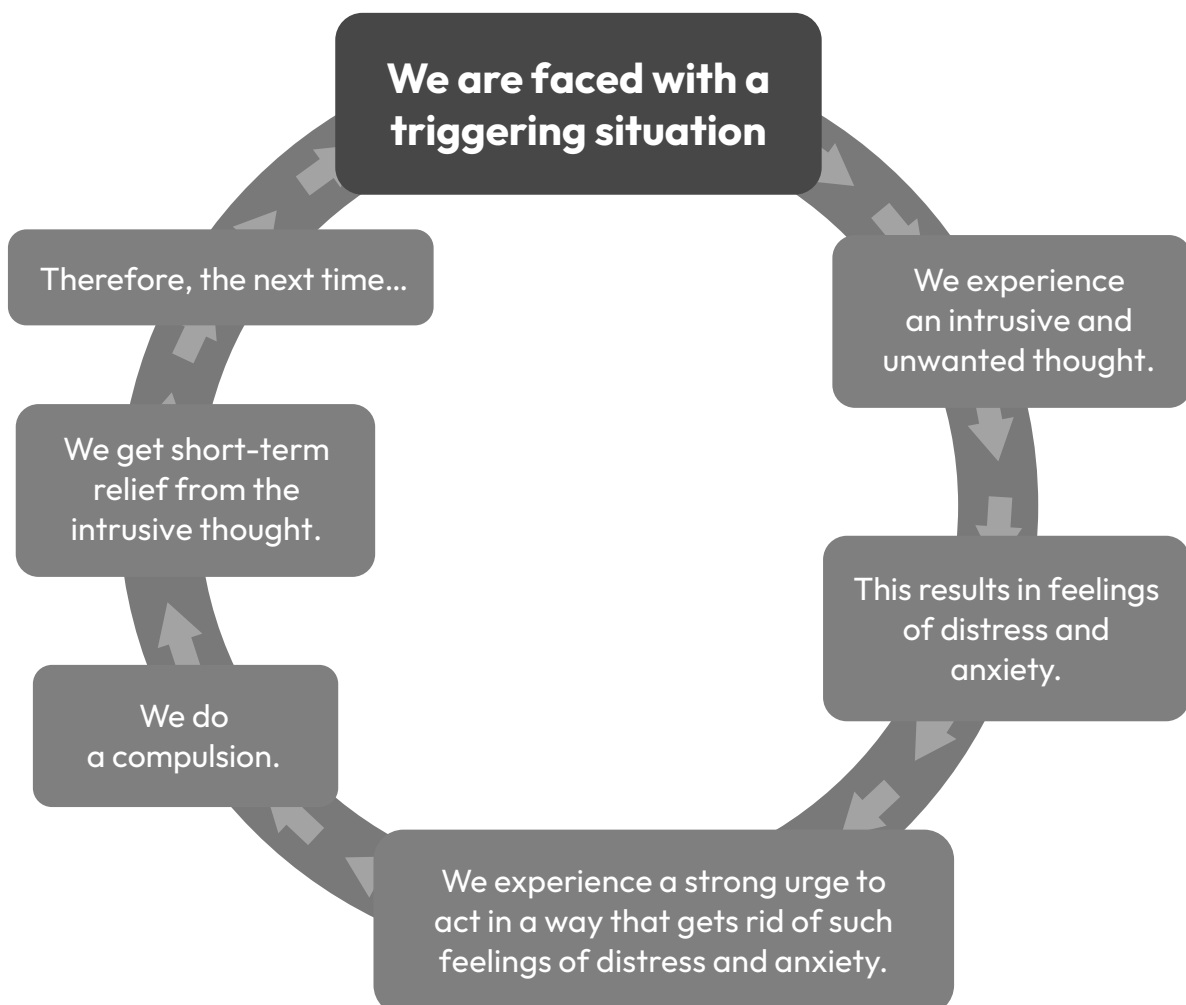 We are faced with a
triggering situation
We experience
an intrusive and
unwanted thought.
This results in feelings
of distress and
anxiety.
We experience a strong urge to
act in a way that gets rid of such
feelings of distress and anxiety.
We do
a compulsion.
We get short-term
relief from the
intrusive thought.
Therefore, the next time...